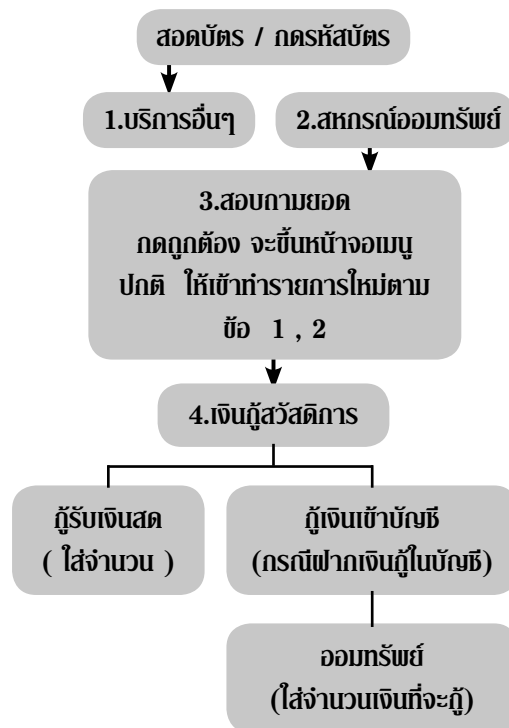 สอดบัตร / กดรหัสบัตร
1.บริการอื่นๆ
2.สหกรณ์ออมทรัพย์
3.สอบถามยอด
กดถูกต้อง จะขึ้นหน้าจอเมนู
ปกติ ให้เข้าทำรายการใหม่ตาม
ข้อ 1 , 2
4.เงินกู้สวัสดิการ
กู้รับเงินสด
( ใส่จำนวน )
กู้เงินเข้าบัญชี
(กรณีฝากเงินกู้ในบัญชี)
ออมทรัพย์
(ใส่จำนวนเงินที่จะกู้)